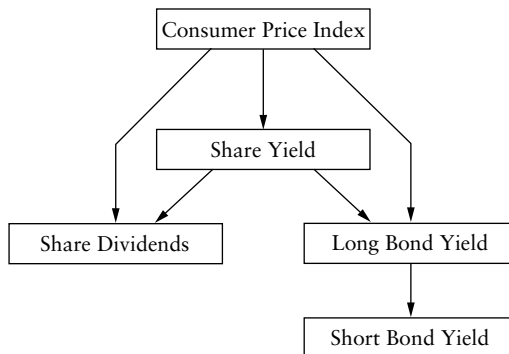 Consumer Price Index
Share Yield
Share Dividends
Long Bond Yield
Short Bond Yield